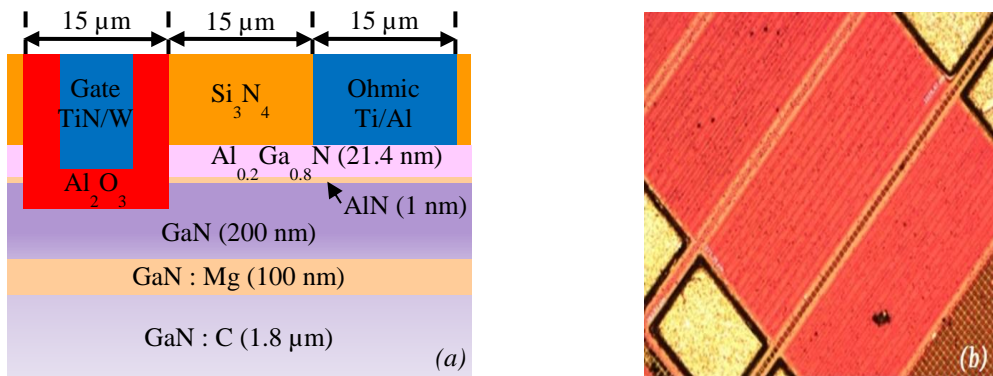 15 µm 15 µm 15 µm
Gate
TiN/W
Si3N4
Ohmic
Ti/Al
Al0.2Ga0.8N (21.4 nm)
Al2O3
AlN (1 nm)
GaN (200 nm)
GaN : Mg (100 nm)
GaN : C (1.8 µm)
(a)
(b)